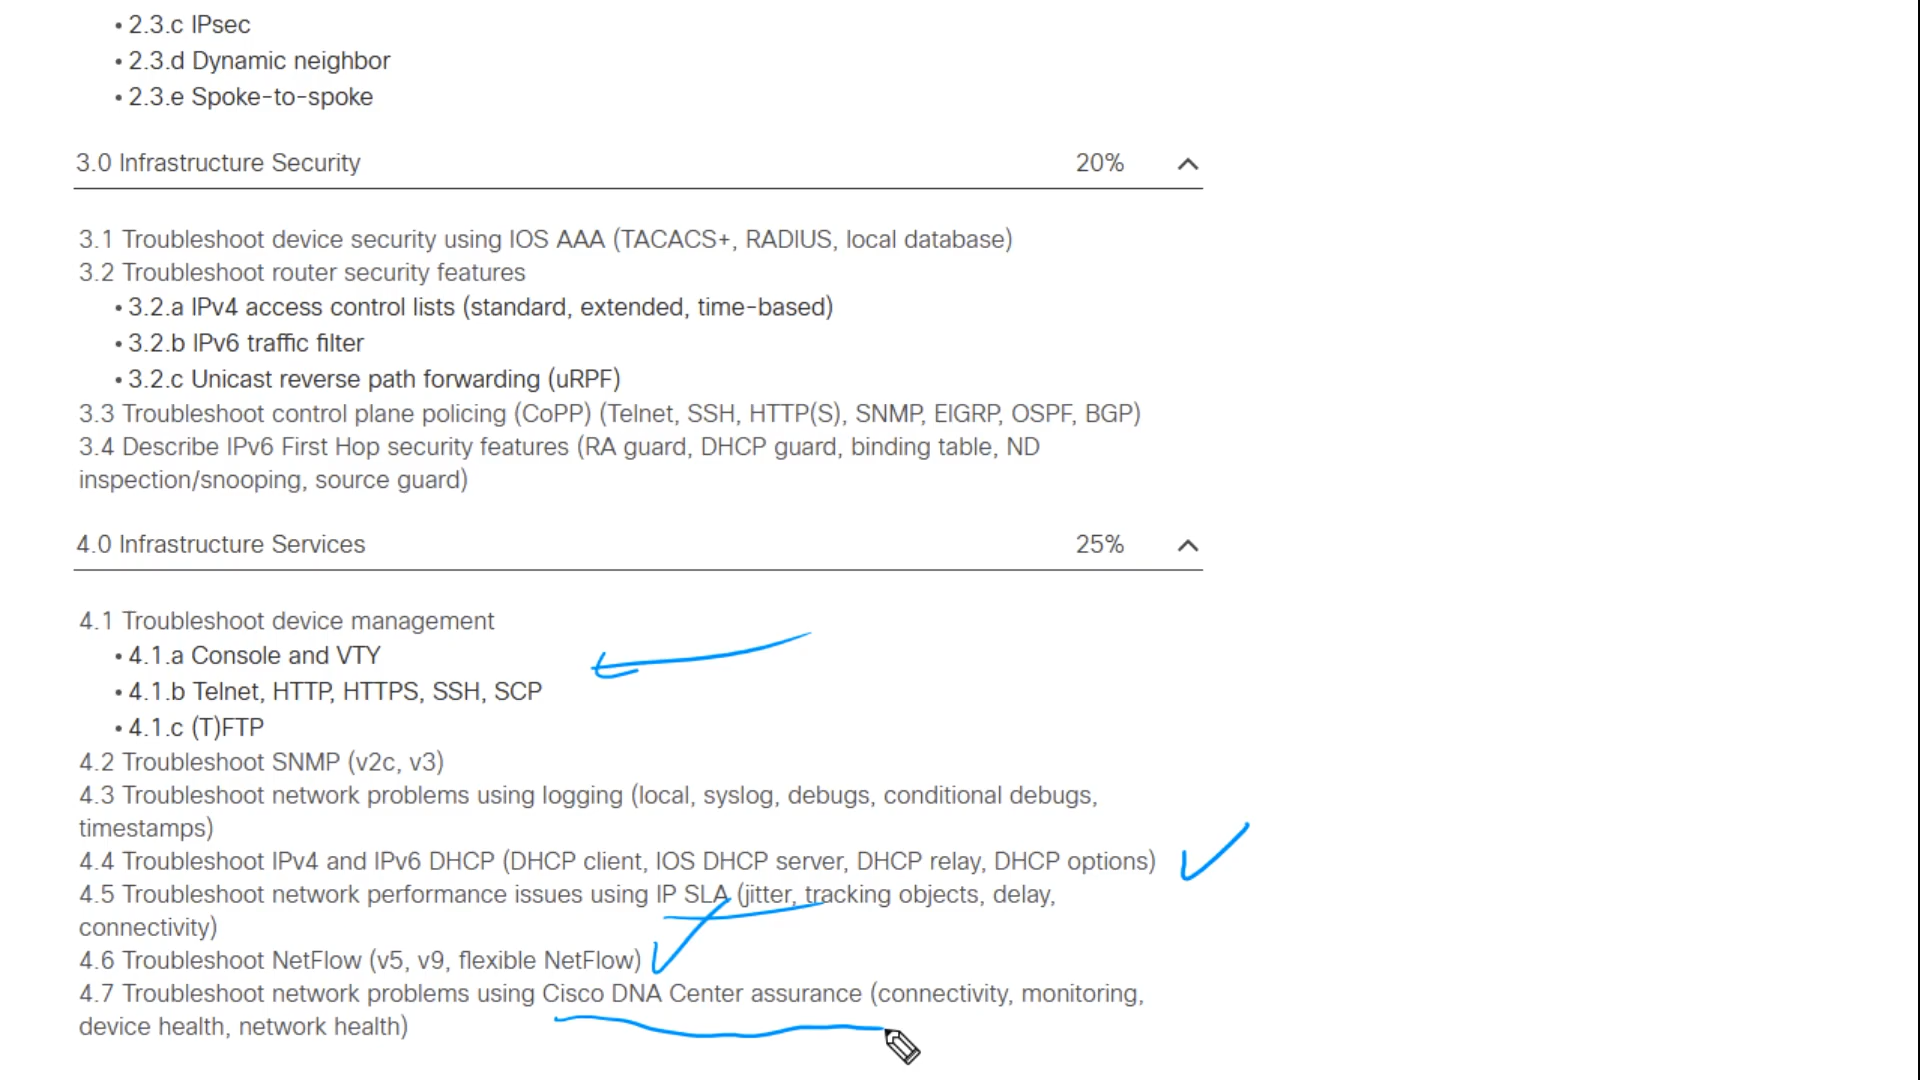 • 2.3.c IPsec
• 2.3.d Dynamic neighbor
• 2.3.e Spoke-to-spoke
3.0 Infrastructure Security 20%
3.1 Troubleshoot device security using IOS AAA (TACACS+, RADIUS, local database)
3.2 Troubleshoot router security features
• 3.2.a IPv4 access control lists (standard, extended, time-based)
• 3.2.b IPv6 traffic filter
• 3.2.c Unicast reverse path forwarding (uRPF)
3.3 Troubleshoot control plane policing (CoPP) (Telnet, SSH, HTTP(S), SNMP, EIGRP, OSPF, BGP)
3.4 Describe IPv6 First Hop security features (RA guard, DHCP guard, binding table, ND
inspection/snooping, source guard)
4.0 Infrastructure Services 25%
4.1 Troubleshoot device management
• 4.1.a Console and VTY
• 4.1.b Telnet, HTTP, HTTPS, SSH, SCP
• 4.1.c (T)FTP
4.2 Troubleshoot SNMP (v2c, v3)
4.3 Troubleshoot network problems using logging (local, syslog, debugs, conditional debugs,
timestamps)
4.4 Troubleshoot IPv4 and IPv6 DHCP (DHCP client, IOS DHCP server, DHCP relay, DHCP options)
4.5 Troubleshoot network performance issues using IP SLA (jitter, tracking objects, delay,
connectivity)
4.6 Troubleshoot NetFlow (v5, v9, flexible NetFlow)
4.7 Troubleshoot network problems using Cisco DNA Center assurance (connectivity, monitoring,
device health, network health)